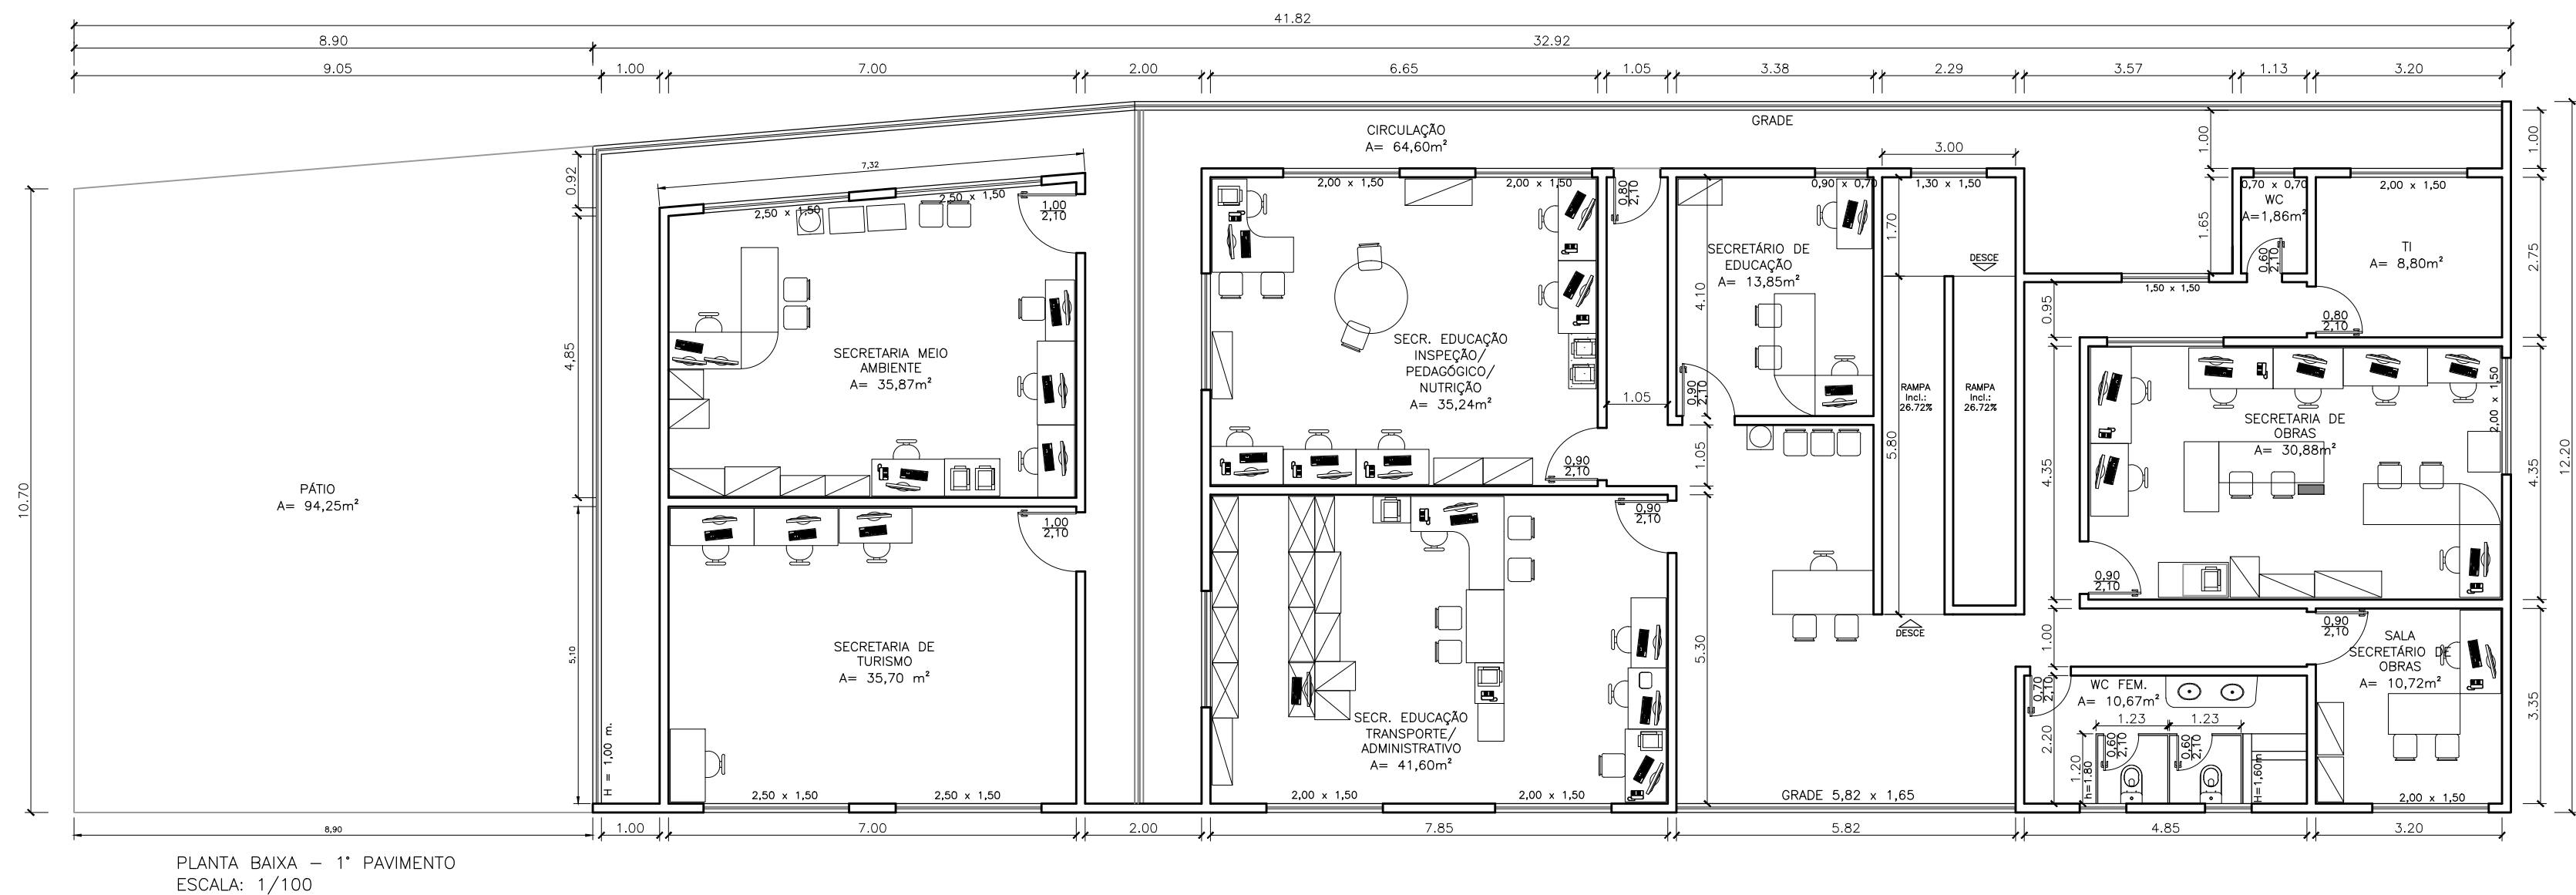 41.82
8.90
32.92
9.05
1.00
7.00
2.00
6.65
1.05
3.38
2.29
3.57
1.13
3.20
CIRCULAÇÃO
A= 64,60m²
GRADE
1.00
1.00
3.00
7,32
0.92
2,50 x 1,50
2,50 x 1,50
1,00
2,10
2,00 x 1,50
2,00 x 1,50
0,80
2,10
0,90 x 0,70
1,30 x 1,50
0,70 x 0,70
WC
A=1,86m²
2,00 x 1,50
1.70
1.65
2.75
SECRETÁRIO DE
EDUCAÇÃO
A= 13,85m²
4.10
DESCE
0,60
2,10
TI
A= 8,80m²
1,50 x 1,50
0.95
0,80
2,10
SECRETARIA MEIO
AMBIENTE
A= 35,87m²
4.85
SECR. EDUCAÇÃO
INSPEÇÃO/
PEDAGÓGICO/
NUTRIÇÃO
A= 35,24m²
1.05
0,90
2,10
RAMPA
Incl.:
26.72%
RAMPA
Incl.:
26.72%
5.80
2,00 x 1,50
SECRETARIA DE
OBRAS
A= 30,88m²
4.35
4.35
12.20
10.70
PÁTIO
A= 94,25m²
0,90
2,10
1.05
1,00
2,10
0,90
2,10
0,90
2,10
5,10
SECRETARIA DE
TURISMO
A= 35,70 m²
5.30
DESCE
1.00
0,90
2,10
SALA
SECRETÁRIO DE
OBRAS
A= 10,72m²
3.35
0,70
2,10
WC FEM.
A= 10,67m²
1.23
1.23
2.20
1.20
h=1.80
0,60
2,10
0,60
2,10
H=1,60m
SECR. EDUCAÇÃO
TRANSPORTE/
ADMINISTRATIVO
A= 41,60m²
H = 1,00 m.
2,50 x 1,50
2,50 x 1,50
2,00 x 1,50
2,00 x 1,50
GRADE 5,82 x 1,65
2,00 x 1,50
8,90
1.00
7.00
2.00
7.85
5.82
4.85
3.20
PLANTA BAIXA – 1° PAVIMENTO
ESCALA: 1/100